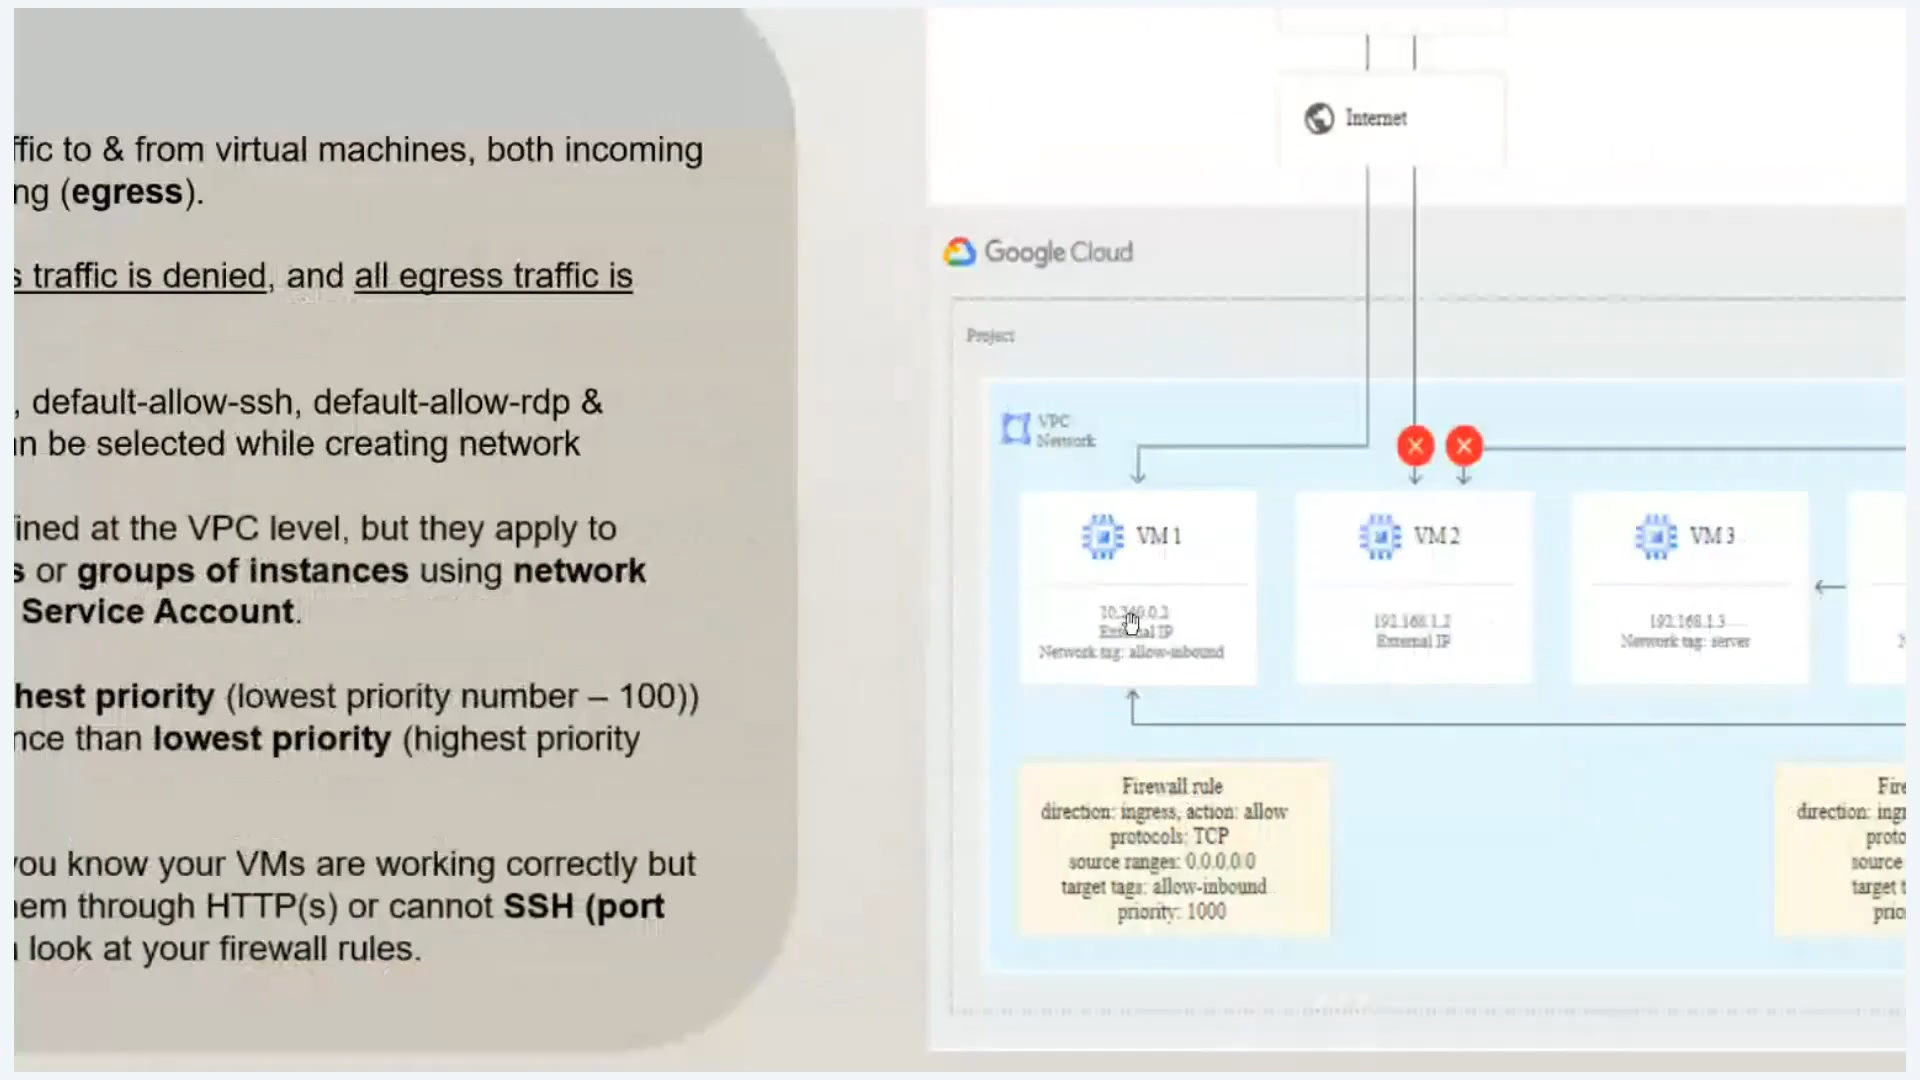 ffic to & from virtual machines, both incoming
ng (egress).
s traffic is denied, and all egress traffic is
, default-allow-ssh, default-allow-rdp &
n be selected while creating network
ined at the VPC level, but they apply to
s or groups of instances using network
Service Account.
hest priority (lowest priority number – 100))
nce than lowest priority (highest priority
you know your VMs are working correctly but
em through HTTP(s) or cannot SSH (port
look at your firewall rules.
Internet
Google Cloud
Project
VPC
Network
VM 1
External IP
Network tag: allow-inbound
VM 2
192.168.1.2
External IP
VM 3
192.168.1.3
Network tag: server
Firewall rule
direction: ingress, action: allow
protocols: TCP
source ranges: 0.0.0.0/0
target tags: allow-inbound
priority: 1000
Fire
direction: ingr
proto
source
target t
prio